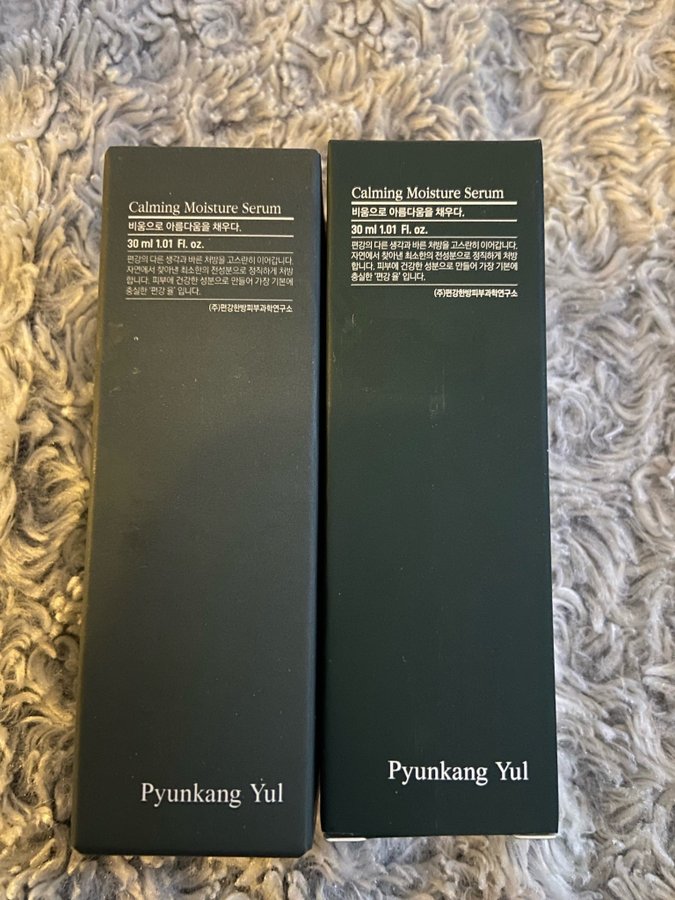 Calming Moisture Serum
비움으로 아름다움을 채우다.
30 ml 1.01 Fl. oz.
편강의 다른 생각과 바른 처방을 고스란히 이어갑니다.
자연에서 찾아낸 최소한의 전성분으로 정직하게 처방
합니다. 피부에 건강한 성분으로 만들어 가장 기본에
충실한 '편강 율' 입니다.
(주)편강한방피부과학연구소
Pyunkang Yul
Calming Moisture Serum
비움으로 아름다움을 채우다.
30 ml 1.01 Fl. oz.
편강의 다른 생각과 바른 처방을 고스란히 이어갑니다.
자연에서 찾아낸 최소한의 전성분으로 정직하게 처방
합니다. 피부에 건강한 성분으로 만들어 가장 기본에
충실한 '편강 율' 입니다.
(주)편강한방피부과학연구소
Pyunkang Yul